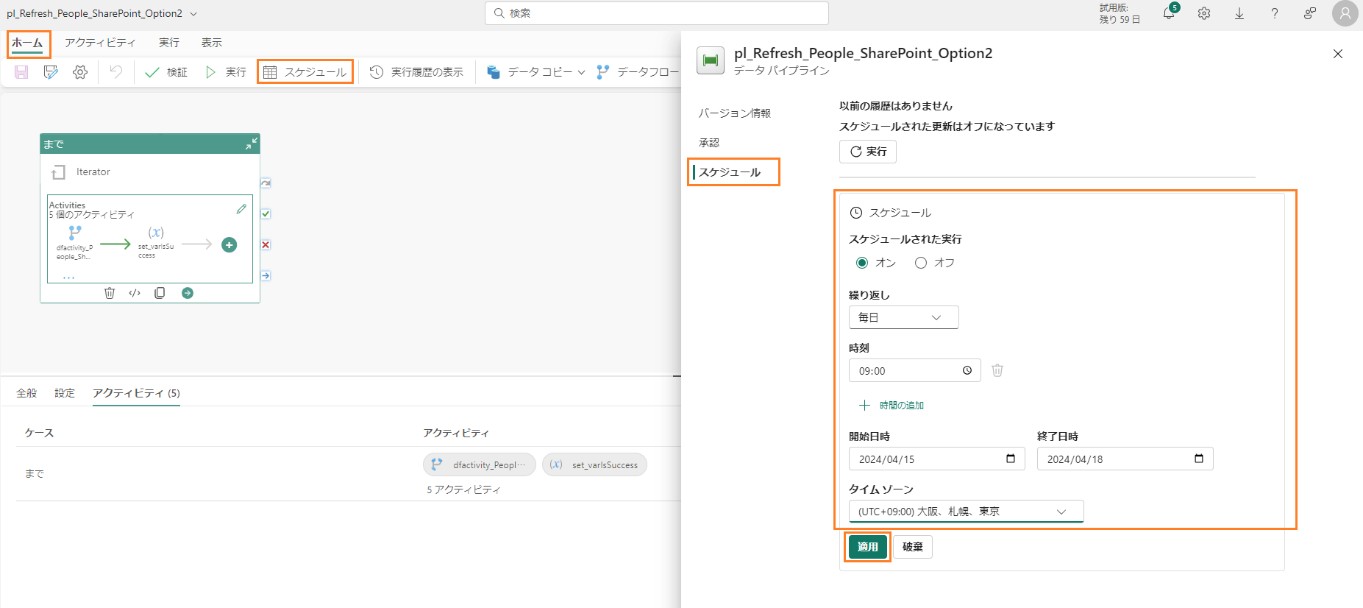 pl_Refresh_People_SharePoint_Option2
検索
試用版:
残り 59 日
5
ホーム
アクティビティ
実行
表示
検証
実行
スケジュール
実行履歴の表示
データ コピー
データフロー
まで
Iterator
Activities
5 個のアクティビティ
dfactivity_P
eople_Sh...
set_varIsSu
ccess
...
全般
設定
アクティビティ (5)
ケース
アクティビティ
まで
dfactivity_Peopl…
set_varIsSuccess
5 アクティビティ
pl_Refresh_People_SharePoint_Option2
データ パイプライン
バージョン情報
承認
スケジュール
以前の履歴はありません
スケジュールされた更新はオフになっています
実行
スケジュール
スケジュールされた実行
オン
オフ
繰り返し
毎日
時刻
09:00
時間の追加
開始日時
終了日時
2024/04/15
2024/04/18
タイム ゾーン
(UTC+09:00) 大阪、札幌、東京
適用
破棄